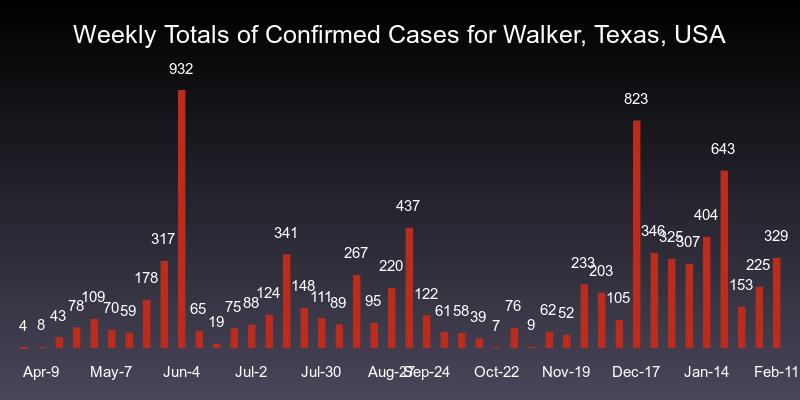 Weekly Totals of Confirmed Cases for Walker, Texas, USA
4 8 43 78 109 70 59 178 317 932 65 19 75 88 124 341 148 111 89 267 95 220 437 122 61 58 39 7 76 9 62 52 233 203 105 823 346 325 307 404 643 153 225 329
Apr-9 May-7 Jun-4 Jul-2 Jul-30 Aug-27 Sep-24 Oct-22 Nov-19 Dec-17 Jan-14 Feb-11